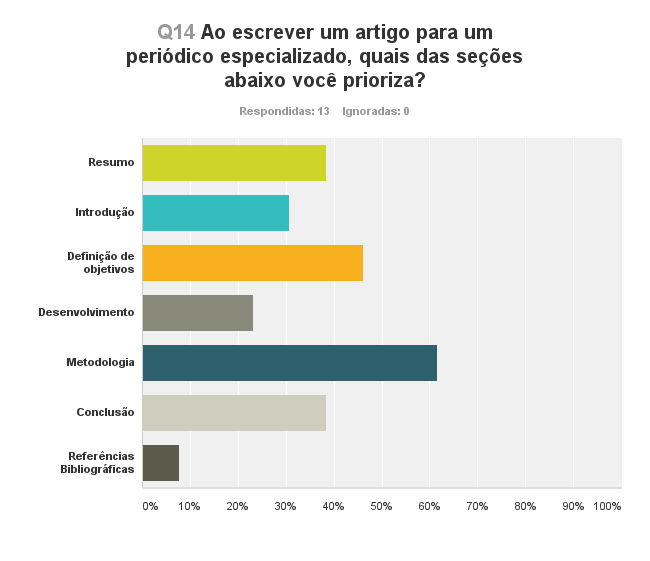 Q14 Ao escrever um artigo para um
periódico especializado, quais das seções
abaixo você prioriza?
Respondidas: 13 Ignoradas: 0
Resumo
Introdução
Definição de
objetivos
Desenvolvimento
Metodologia
Conclusão
Referências
Bibliográficas
0% 10% 20% 30% 40% 50% 60% 70% 80% 90% 100%